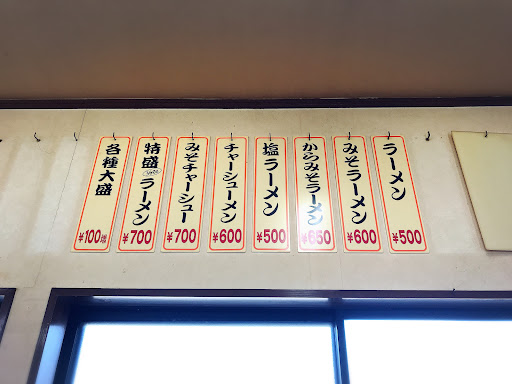 ラーメン
¥500
みそラーメン
¥600
からみそラーメン
¥650
塩ラーメン
¥500
チャーシューメン
¥600
みそチャーシュー
¥700
特盛ラーメン
¥700
各種大盛
¥100増